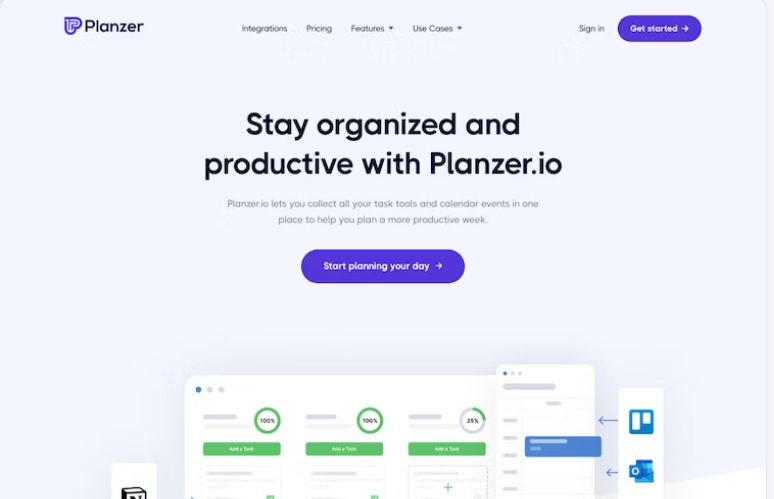 Planzer
Integrations
Pricing
Features
Use Cases
Sign in
Get started →
Stay organized and
productive with Planzer.io
Planzer.io lets you collect all your task tools and calendar events in one
place to help you plan a more productive week.
Start planning your day →
100%
100%
25%
Add a Task
Add a Task
Add a Task